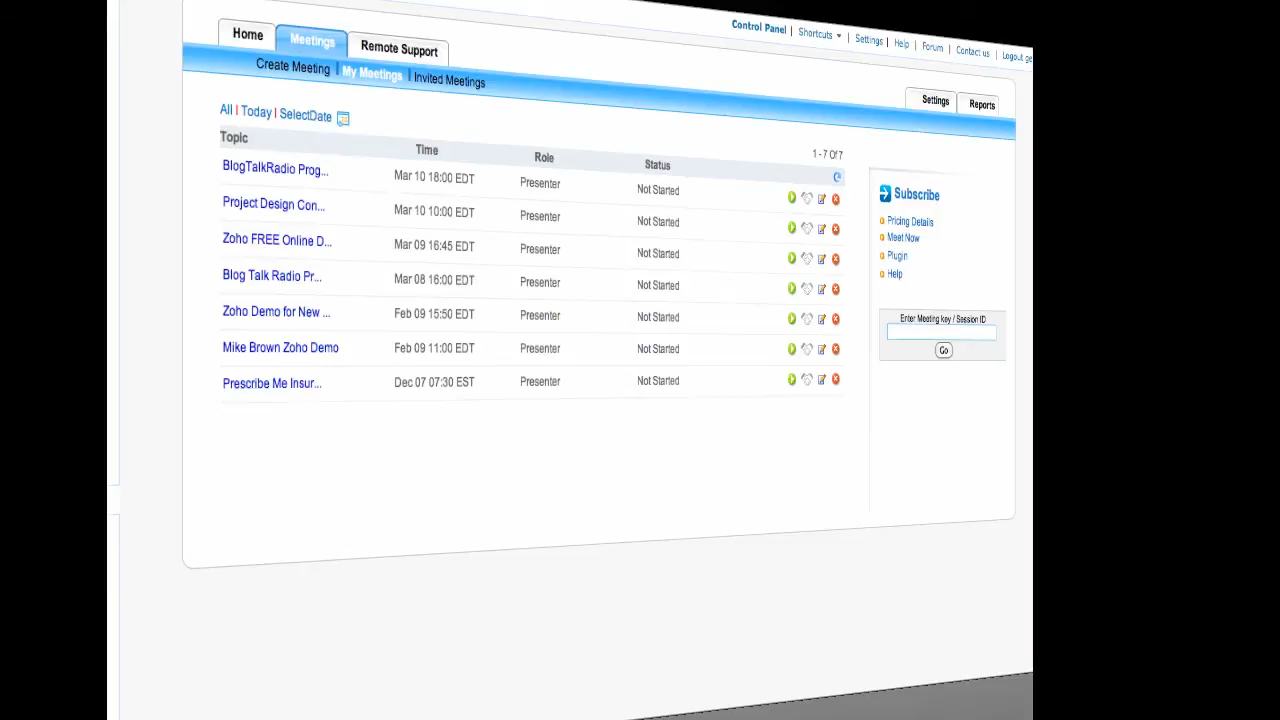 Control Panel | Shortcuts | Settings | Help | Forum | Contact us | Logout
Home Meetings Remote Support
Create Meeting | My Meetings | Invited Meetings
Settings Reports
All | Today | SelectDate
1 - 7 Of 7
Topic Time Role Status
BlogTalkRadio Prog... Mar 10 18:00 EDT Presenter Not Started
Project Design Con... Mar 10 10:00 EDT Presenter Not Started
Zoho FREE Online D... Mar 09 16:45 EDT Presenter Not Started
Blog Talk Radio Pr... Mar 08 16:00 EDT Presenter Not Started
Zoho Demo for New ... Feb 09 15:50 EDT Presenter Not Started
Mike Brown Zoho Demo Feb 09 11:00 EDT Presenter Not Started
Prescribe Me Insur... Dec 07 07:30 EST Presenter Not Started
Subscribe
Pricing Details
Meet Now
Plugin
Help
Enter Meeting key / Session ID
Go